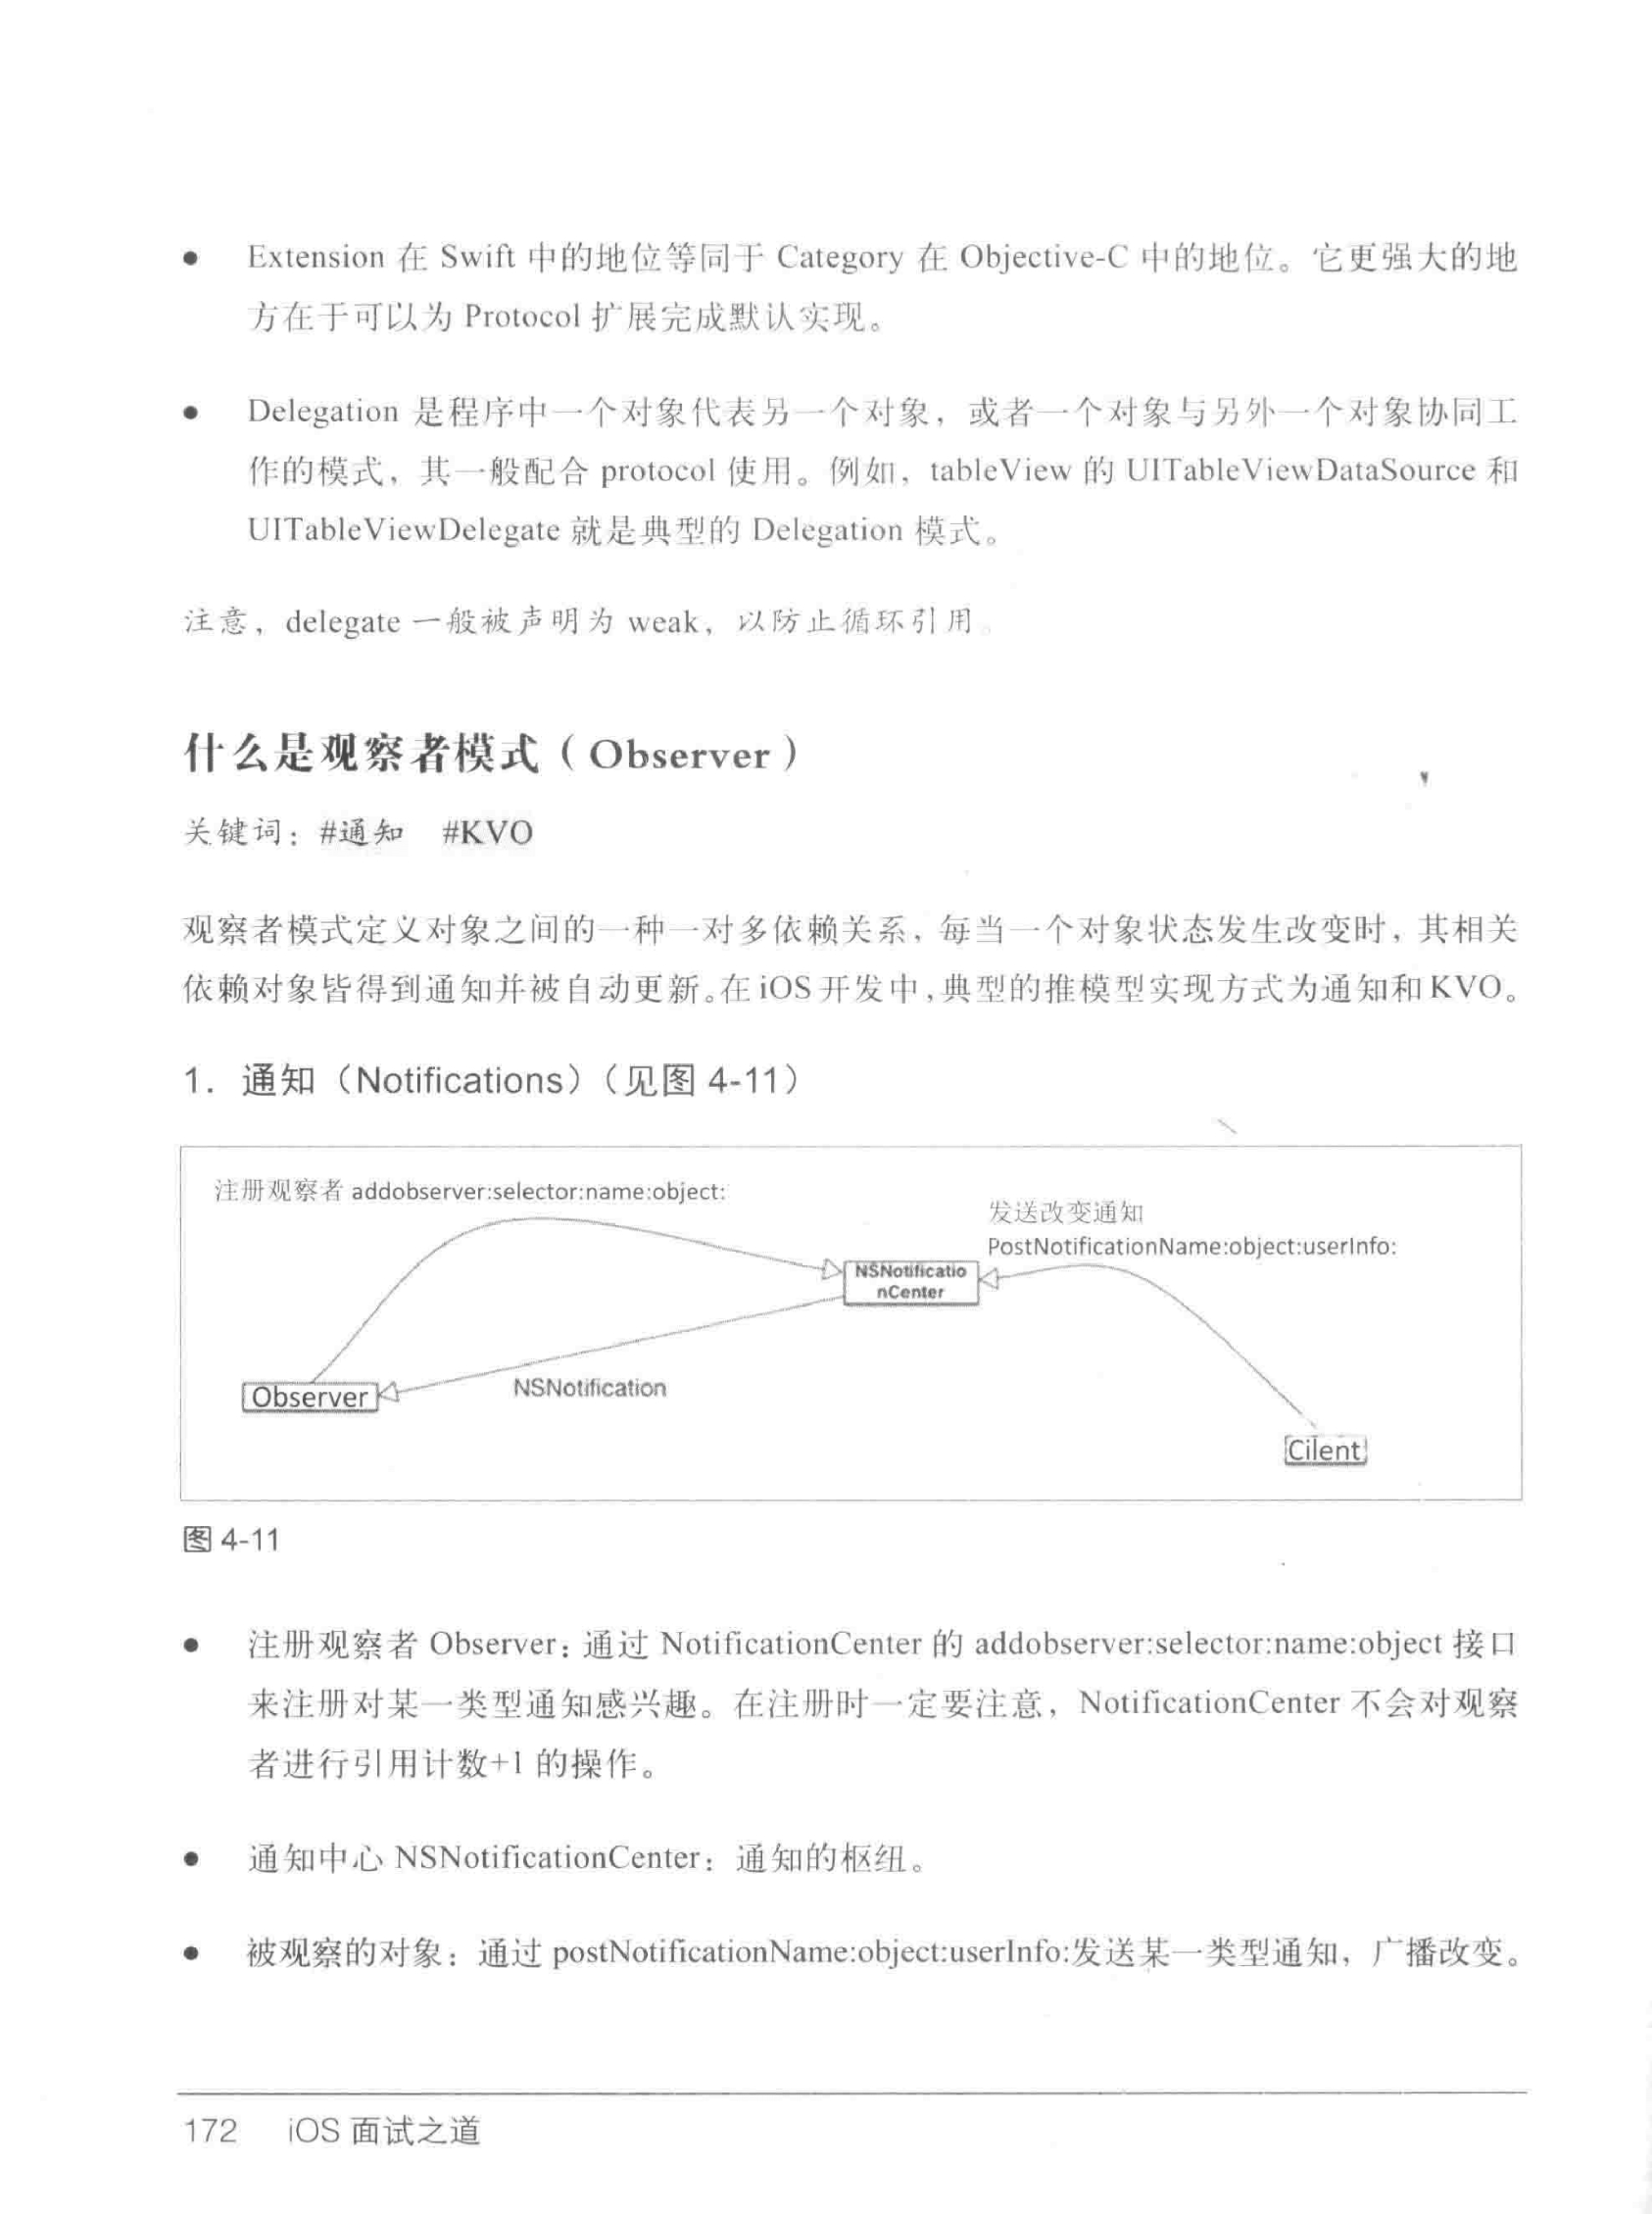 ● Extension 在 Swift 中的地位等同于 Category 在 Objective-C 中的地位。它更强大的地
方在于可以为 Protocol 扩展完成默认实现。
● Delegation 是程序中一个对象代表另一个对象，或者一个对象与另外一个对象协同工
作的模式，其一般配合 protocol 使用。例如，tableView 的 UITableViewDataSource 和
UITableViewDelegate 就是典型的 Delegation 模式。
注意，delegate 一般被声明为 weak，以防止循环引用。
什么是观察者模式（Observer）
关键词：#通知 #KVO
观察者模式定义对象之间的一种一对多依赖关系，每当一个对象状态发生改变时，其相关
依赖对象皆得到通知并被自动更新。在 iOS 开发中，典型的推模型实现方式为通知和 KVO。
1. 通知（Notifications）（见图 4-11）
注册观察者 addobserver:selector:name:object:
发送改变通知
PostNotificationName:object:userInfo:
NSNotificatio
nCenter
Observer
NSNotification
Cilent
图 4-11
● 注册观察者 Observer：通过 NotificationCenter 的 addobserver:selector:name:object 接口
来注册对某一类型通知感兴趣。在注册时一定要注意，NotificationCenter 不会对观察
者进行引用计数+1 的操作。
● 通知中心 NSNotificationCenter：通知的枢纽。
● 被观察的对象：通过 postNotificationName:object:userInfo:发送某一类型通知，广播改变。
172 iOS 面试之道